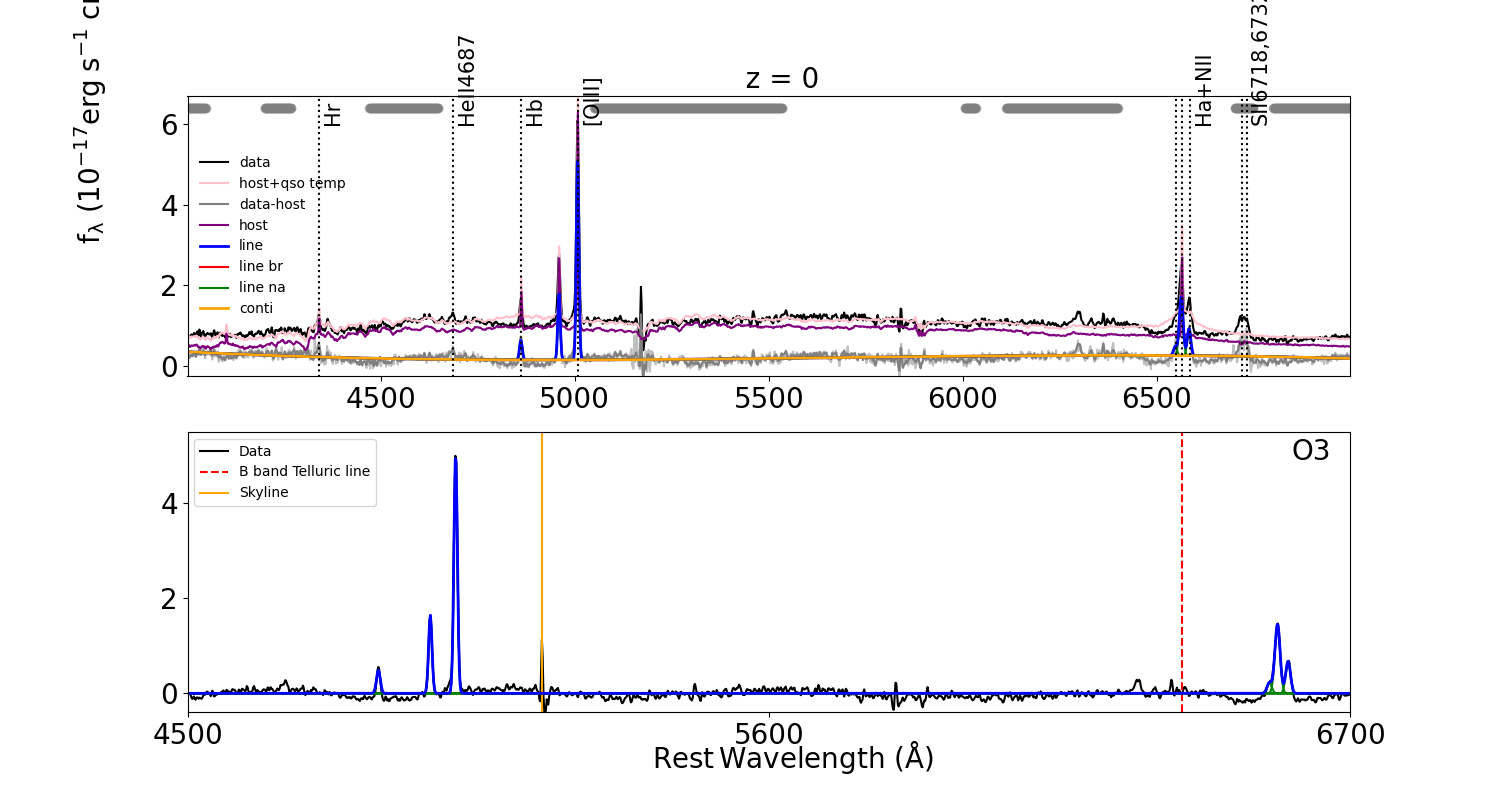 z = 0
f_λ (10^−17 erg s^−1
Hr
HeII4687
Hb
[OIII]
Ha+NII
SII6718,673
6
4
2
0
data
host+qso temp
data-host
host
line
line br
line na
conti
4500
5000
5500
6000
6500
O3
Data
B band Telluric line
Skyline
4
2
0
4500
5600
6700
Rest Wavelength (Å)